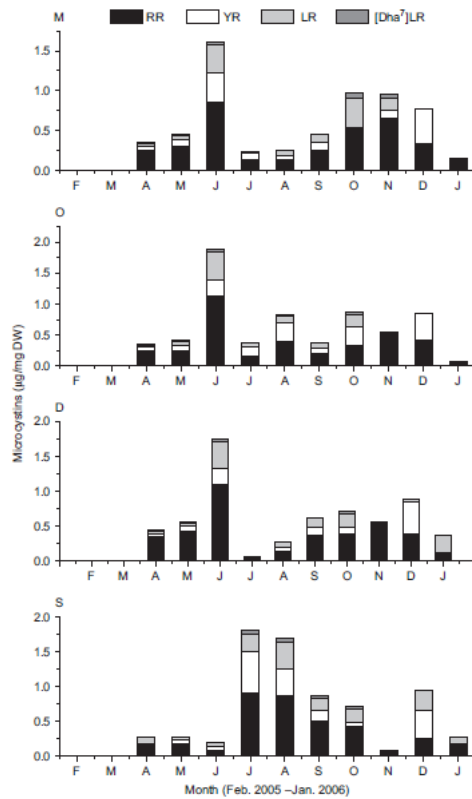 M RR YR LR [Dha⁷]LR
1.5
1.0
0.5
0.0
F M A M J J A S O N D J
O
2.0
1.5
1.0
0.5
0.0
F M A M J J A S O N D J
Microcystins (µg/mg DW)
D
2.0
1.5
1.0
0.5
0.0
F M A M J J A S O N D J
S
2.0
1.5
1.0
0.5
0.0
F M A M J J A S O N D J
Month (Feb. 2005 –Jan. 2006)